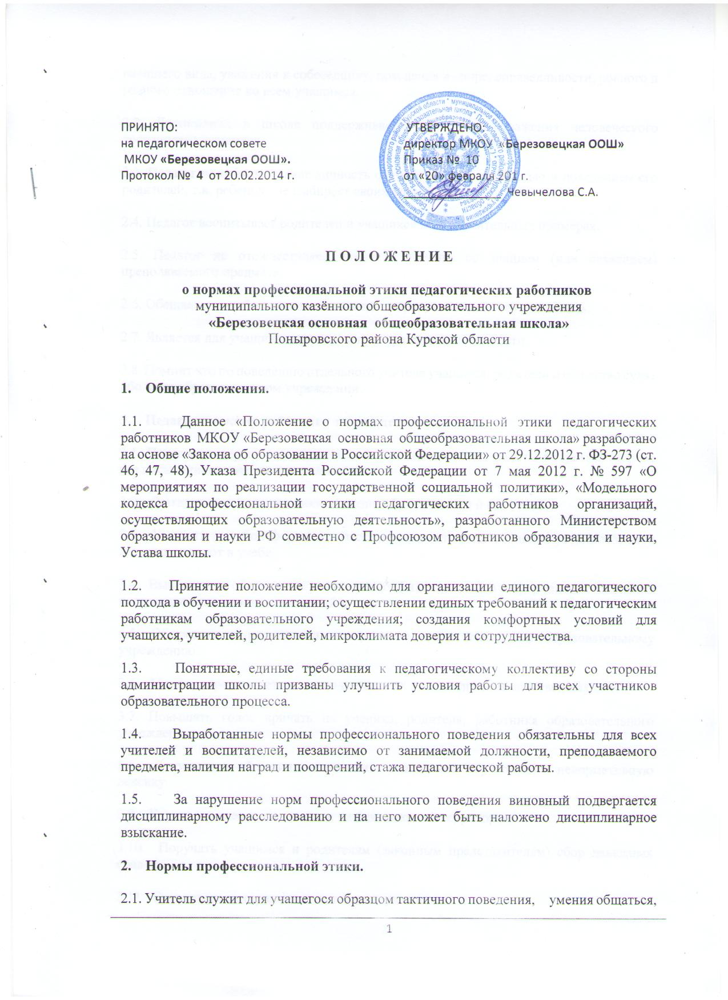 ПРИНЯТО:
на педагогическом совете
МКОУ «Березовецкая ООШ».
Протокол № 4 от 20.02.2014 г.
УТВЕРЖДЕНО:
директор МКОУ «Березовецкая ООШ»
Приказ № 10
от «20» февраля 201 г.
Чевычелова С.А.
П О Л О Ж Е Н И Е
о нормах профессиональной этики педагогических работников
муниципального казённого общеобразовательного учреждения
«Березовецкая основная общеобразовательная школа»
Поныровского района Курской области
1. Общие положения.
1.1. Данное «Положение о нормах профессиональной этики педагогических
работников МКОУ «Березовецкая основная общеобразовательная школа» разработано
на основе «Закона об образовании в Российской Федерации» от 29.12.2012 г. ФЗ-273 (ст.
46, 47, 48), Указа Президента Российской Федерации от 7 мая 2012 г. № 597 «О
мероприятиях по реализации государственной социальной политики», «Модельного
кодекса профессиональной этики педагогических работников организаций,
осуществляющих образовательную деятельность», разработанного Министерством
образования и науки РФ совместно с Профсоюзом работников образования и науки,
Устава школы.
1.2. Принятие положение необходимо для организации единого педагогического
подхода в обучении и воспитании; осуществлении единых требований к педагогическим
работникам образовательного учреждения; создания комфортных условий для
учащихся, учителей, родителей, микроклимата доверия и сотрудничества.
1.3. Понятные, единые требования к педагогическому коллективу со стороны
администрации школы призваны улучшить условия работы для всех участников
образовательного процесса.
1.4. Выработанные нормы профессионального поведения обязательны для всех
учителей и воспитателей, независимо от занимаемой должности, преподаваемого
предмета, наличия наград и поощрений, стажа педагогической работы.
1.5. За нарушение норм профессионального поведения виновный подвергается
дисциплинарному расследованию и на него может быть наложено дисциплинарное
взыскание.
2. Нормы профессиональной этики.
2.1. Учитель служит для учащегося образцом тактичного поведения, умения общаться,
1